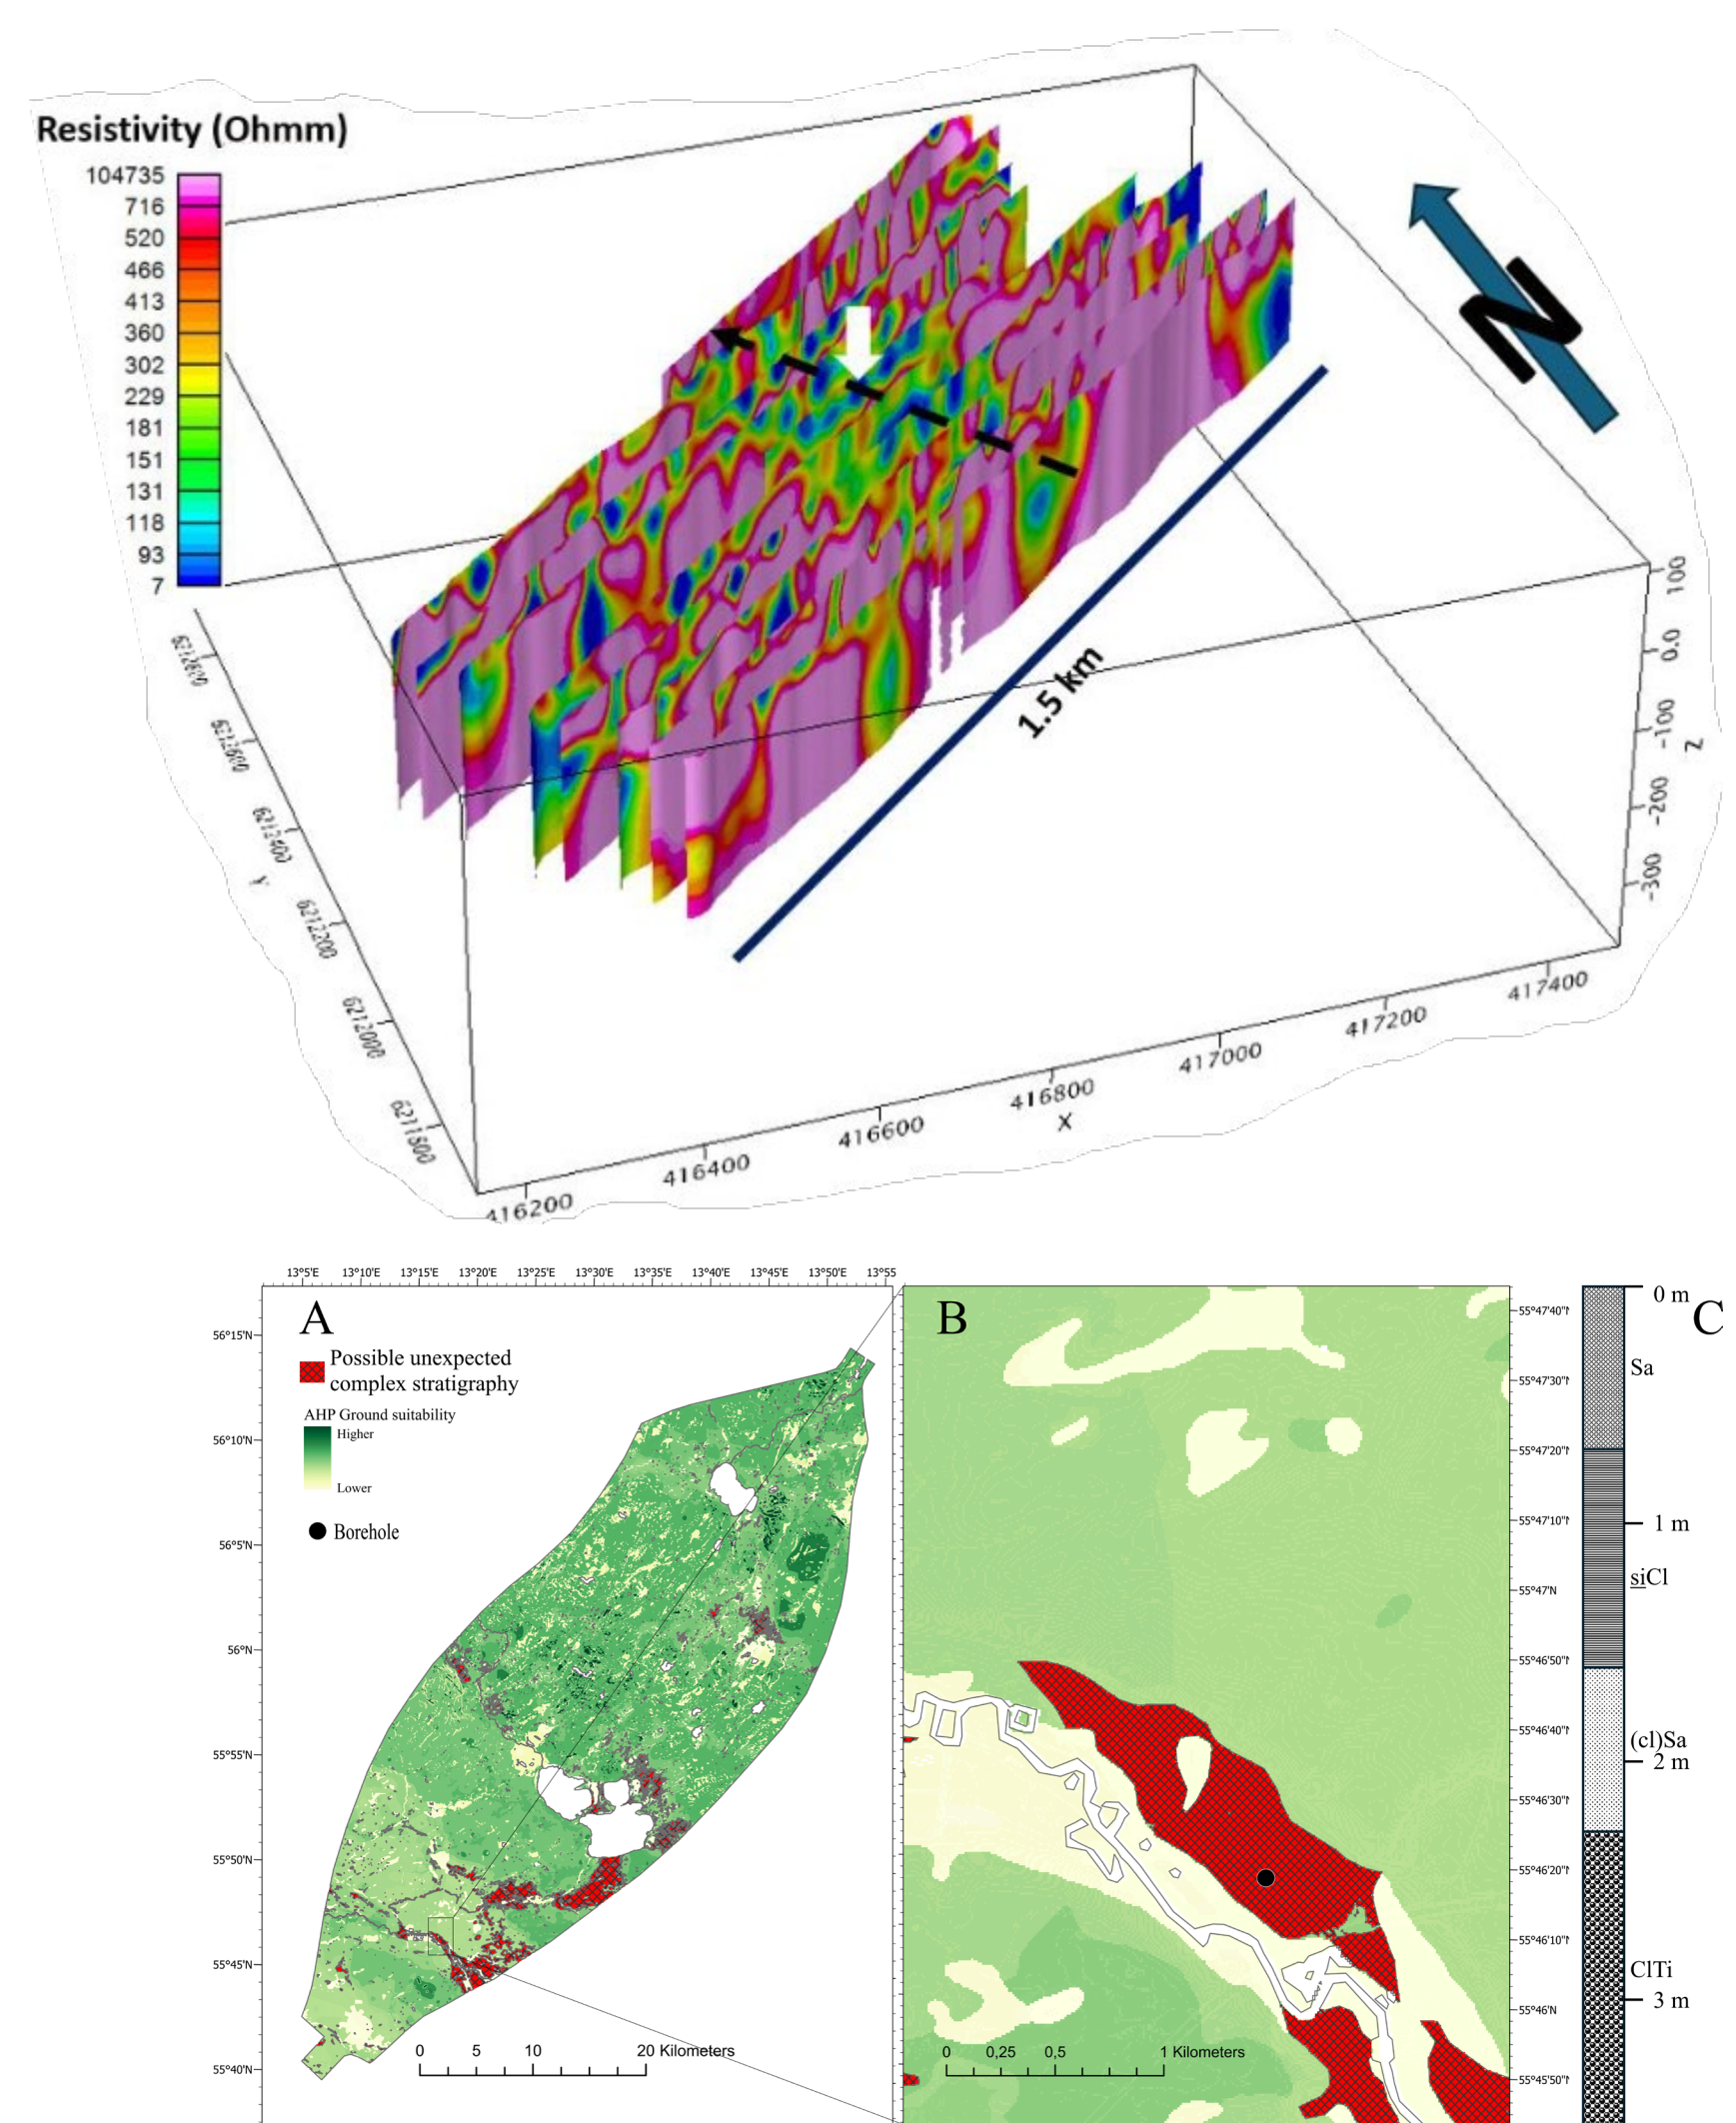 Resistivity (Ohmm)
104735
716
520
466
413
360
302
229
181
151
131
118
93
7
N
1.5 km
100
0.0
-100
-200
-300
Z
6212600
6212400
6212200
6212000
6211800
Y
416200
416400
416600
416800
417000
417200
417400
X
13°5'E 13°10'E 13°15'E 13°20'E 13°25'E 13°30'E 13°35'E 13°40'E 13°45'E 13°50'E 13°55
56°15'N
56°10'N
56°5'N
56°N
55°55'N
55°50'N
55°45'N
55°40'N
A
Possible unexpected
complex stratigraphy
AHP Ground suitability
Higher
Lower
Borehole
0 5 10 20 Kilometers
B
55°47'40"N
55°47'30"N
55°47'20"N
55°47'10"N
55°47'N
55°46'50"N
55°46'40"N
55°46'30"N
55°46'20"N
55°46'10"N
55°46'N
55°45'50"N
0 0,25 0,5 1 Kilometers
C
0 m
Sa
1 m
siCl
(cl)Sa
2 m
ClTi
3 m